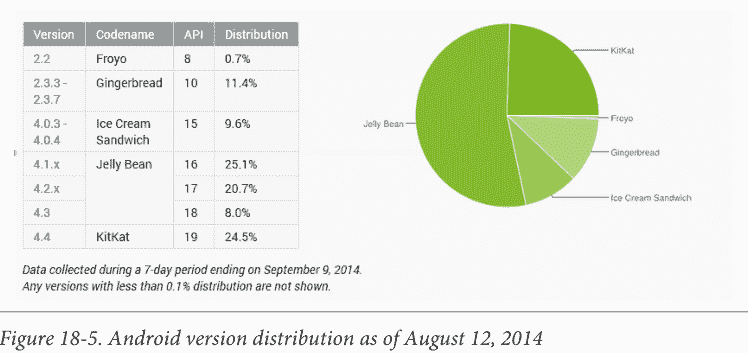 Version Codename API Distribution
2.2 Froyo 8 0.7%
2.3.3 - Gingerbread 10 11.4%
2.3.7
4.0.3 - Ice Cream 15 9.6%
4.0.4 Sandwich
4.1.x Jelly Bean 16 25.1%
4.2.x 17 20.7%
4.3 18 8.0%
4.4 KitKat 19 24.5%
KitKat
Froyo
Jelly Bean
Gingerbread
Ice Cream Sandwich
Data collected during a 7-day period ending on September 9, 2014.
Any versions with less than 0.1% distribution are not shown.
Figure 18-5. Android version distribution as of August 12, 2014